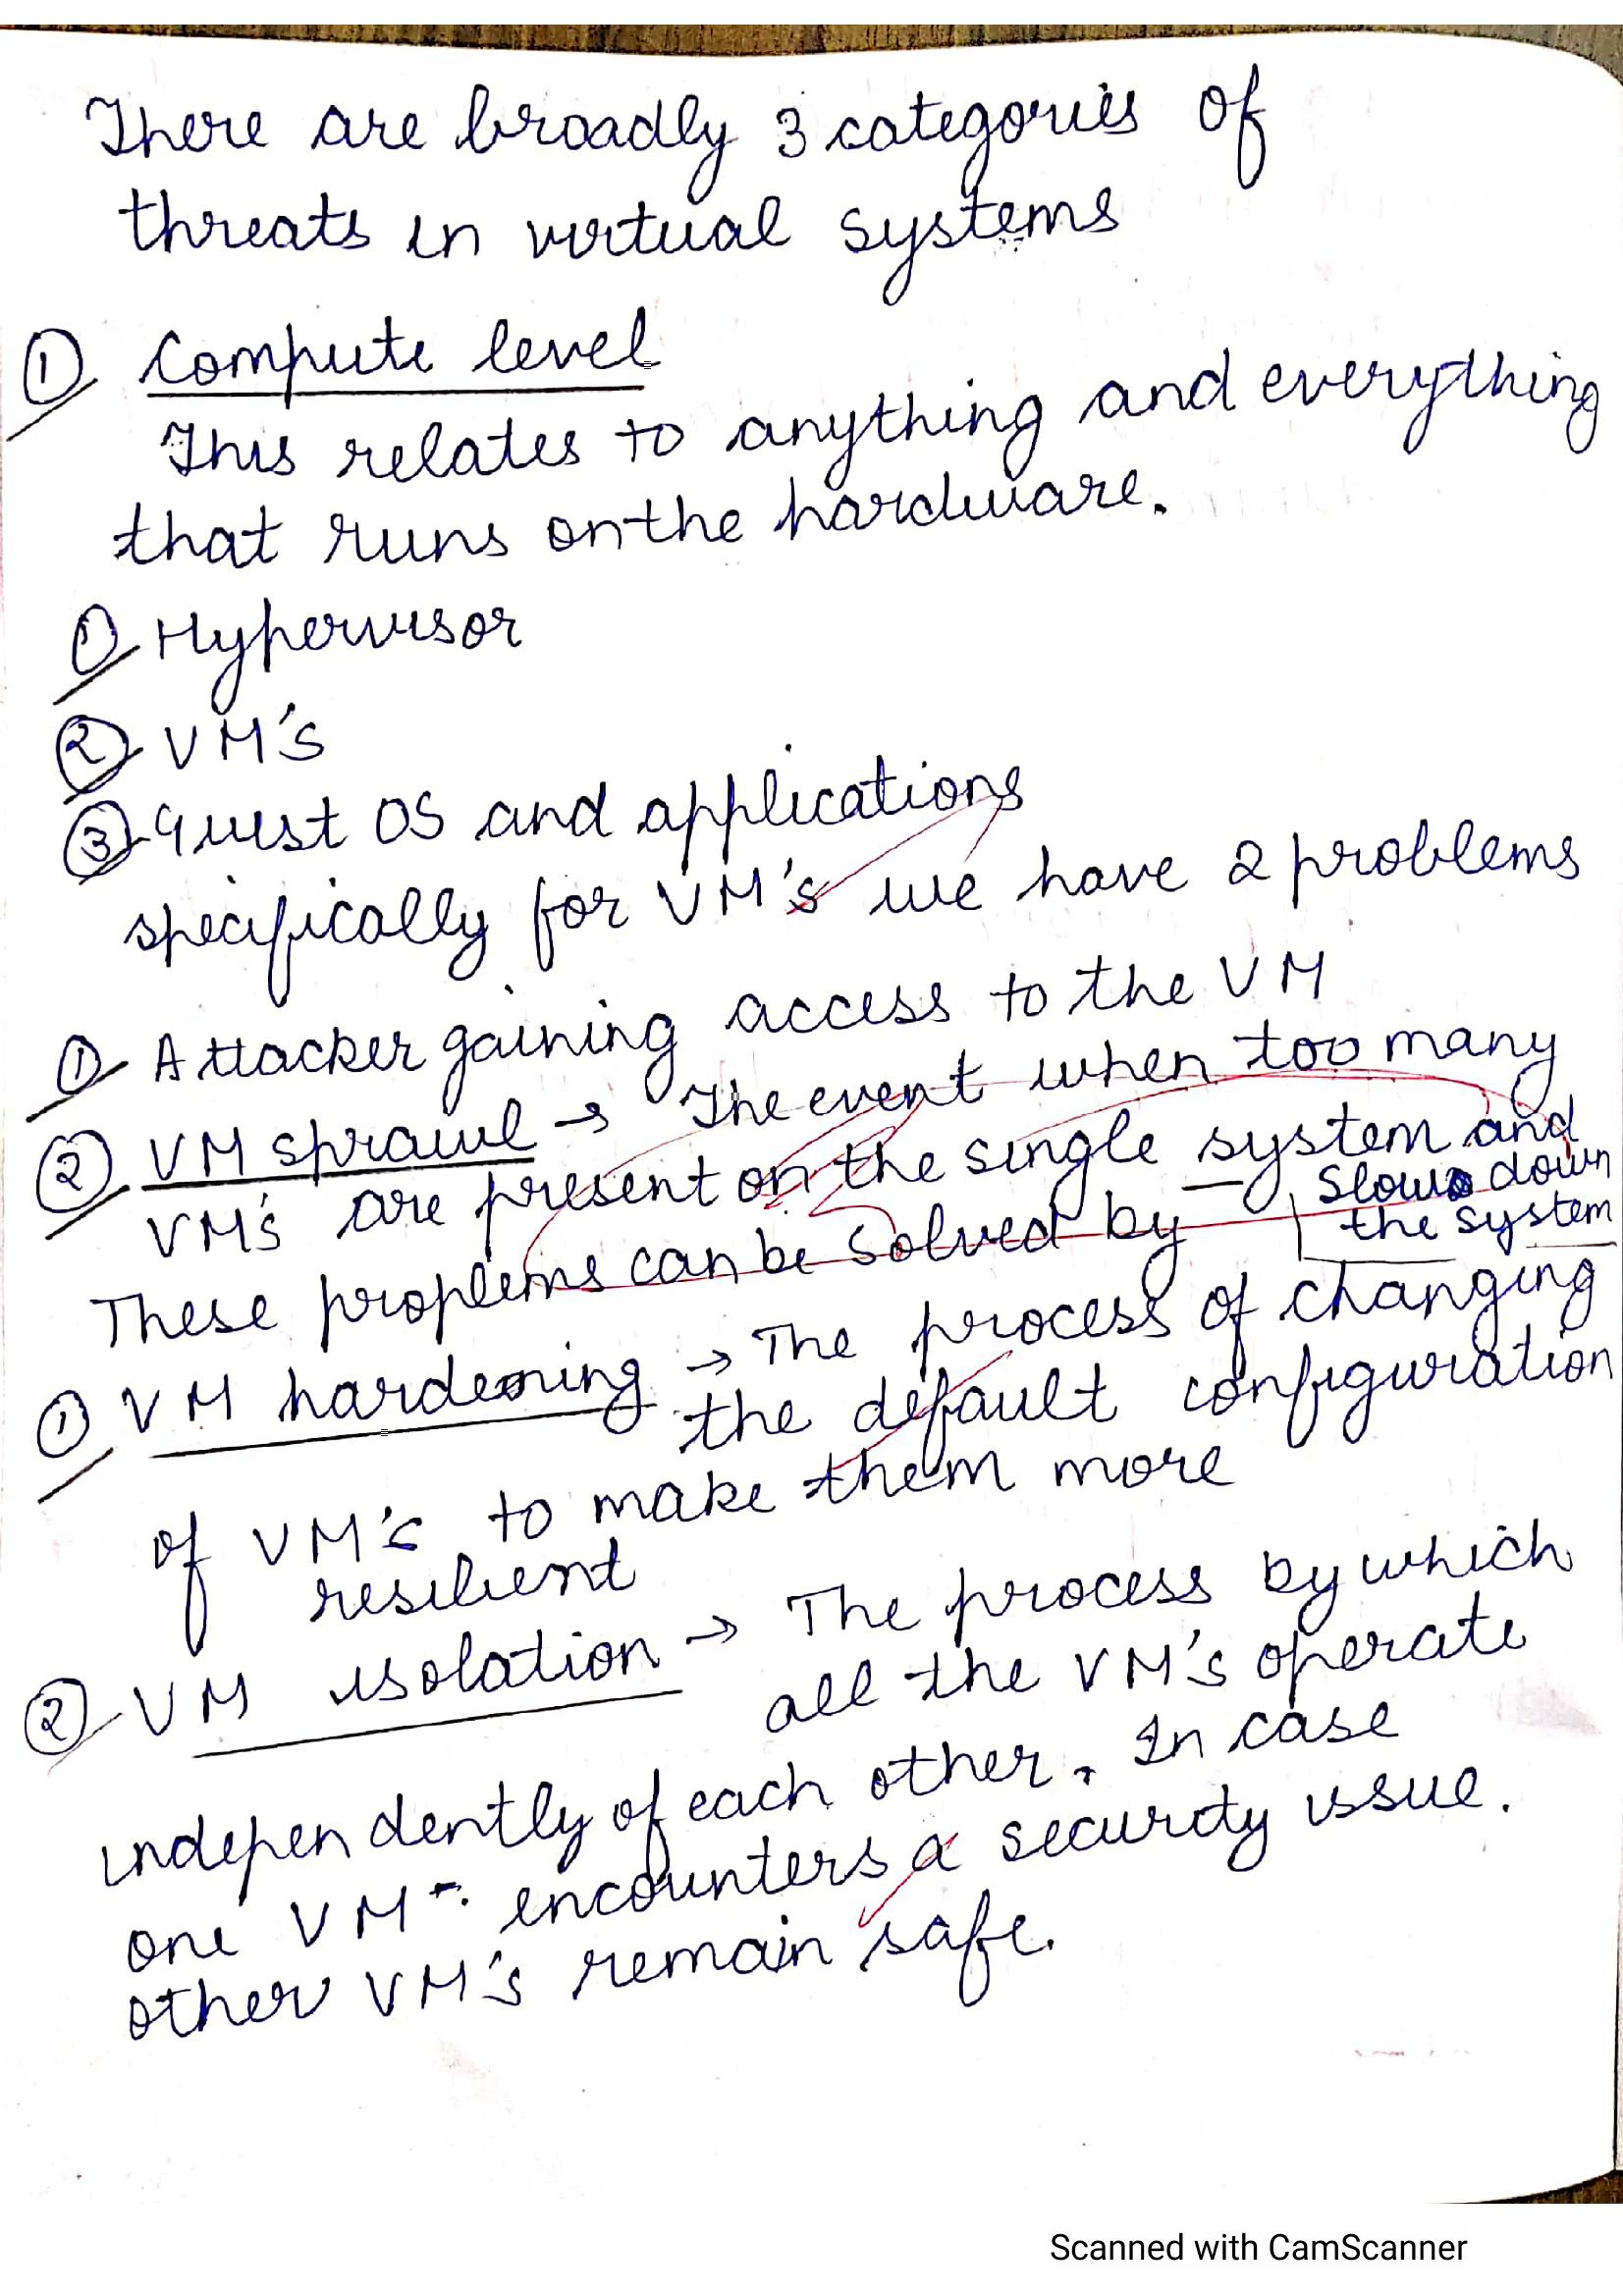 There are broadly 3 categories of
threats in virtual systems
① Compute level
This relates to anything and everything
that runs on the hardware.
① Hypervisor
② VM's
③ Guest OS and applications
specifically for VM's we have 2 problems
① Attacker gaining access to the VM
② VM sprawl → The event when too many
VM's are present on the single system and
slows down
the system
These proplems can be solved by
① VM hardening → The process of changing
the default configuration
of VM's to make them more
resilient
② VM isolation → The process by which
all the VM's operate
independently of each other. In case
one VM encounters a security issue.
other VM's remain safe.
Scanned with CamScanner